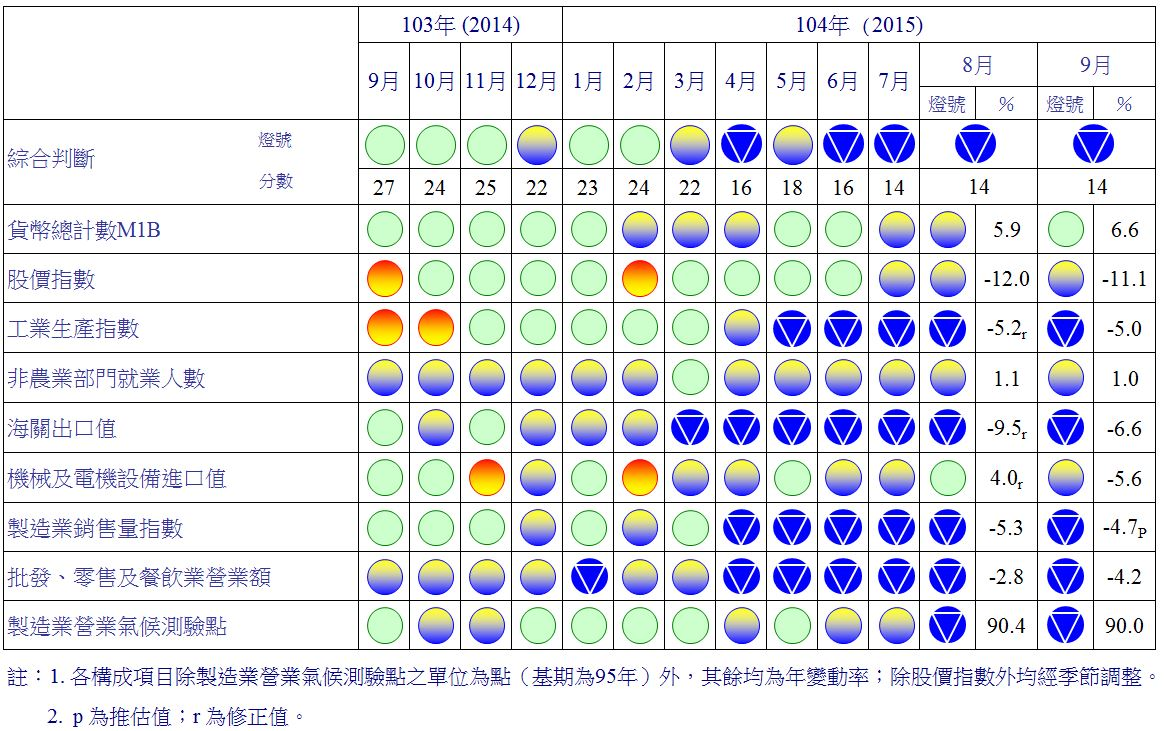 103年 (2014) 104年 (2015)
9月 10月 11月 12月 1月 2月 3月 4月 5月 6月 7月 8月 9月
燈號 % 燈號 %
綜合判斷 燈號
分數 27 24 25 22 23 24 22 16 18 16 14 14 14
貨幣總計數M1B 5.9 6.6
股價指數 -12.0 -11.1
工業生產指數 -5.2r -5.0
非農業部門就業人數 1.1 1.0
海關出口值 -9.5r -6.6
機械及電機設備進口值 4.0r -5.6
製造業銷售量指數 -5.3 -4.7P
批發、零售及餐飲業營業額 -2.8 -4.2
製造業營業氣候測驗點 90.4 90.0
註：1. 各構成項目除製造業營業氣候測驗點之單位為點（基期為95年）外，其餘均為年變動率；除股價指數外均經季節調整。
2. p 為推估值；r 為修正值。